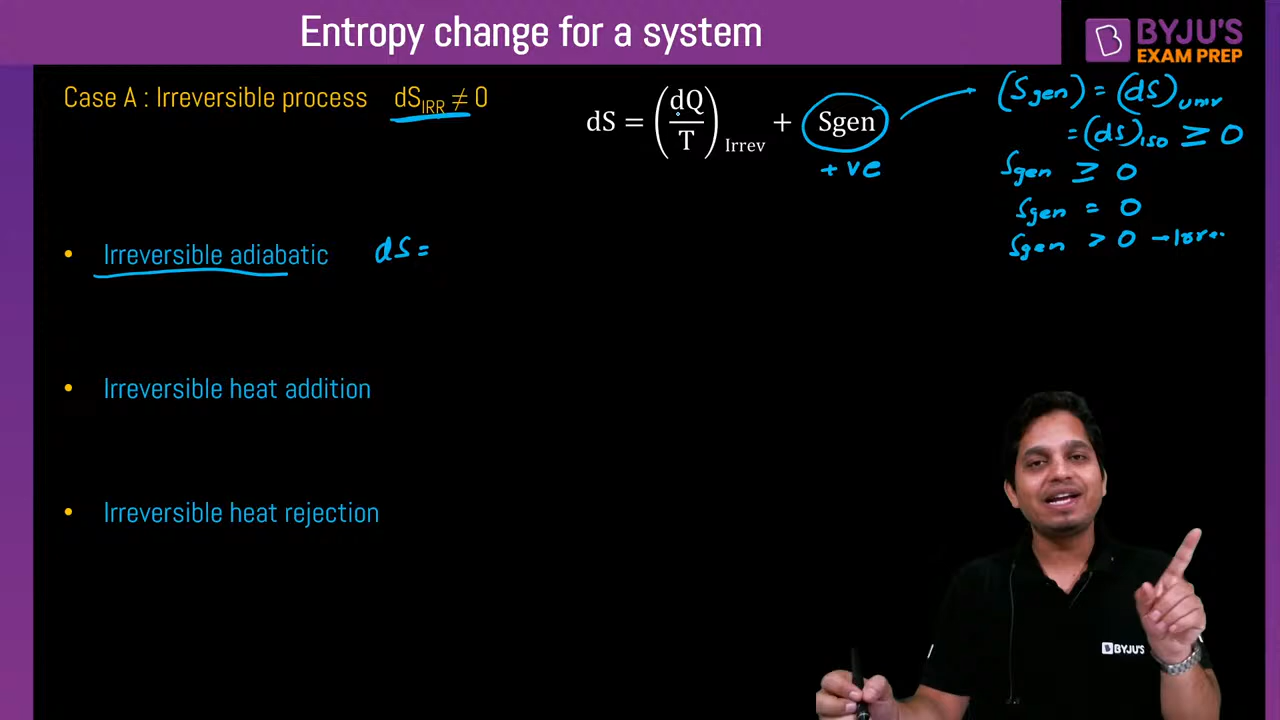 Entropy change for a system
BYJU'S
EXAM PREP
Case A : Irreversible process dS_IRR ≠ 0
dS = (dQ/T)_Irrev + Sgen
+ve
(Sgen) = (dS)_univ
= (dS)_iso ≥ 0
Sgen ≥ 0
Sgen = 0
Sgen > 0 →
• Irreversible adiabatic dS =
• Irreversible heat addition
• Irreversible heat rejection
BYJU'S